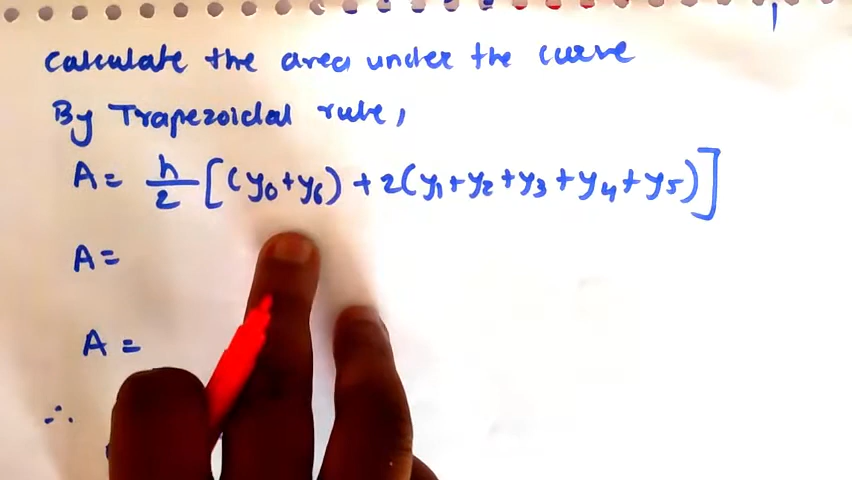 Calculate the area under the curve
By Trapezoidal rule,
A= h/2 [(y₀+y₆) + 2(y₁+y₂+y₃+y₄+y₅)]
A=
A =
∴